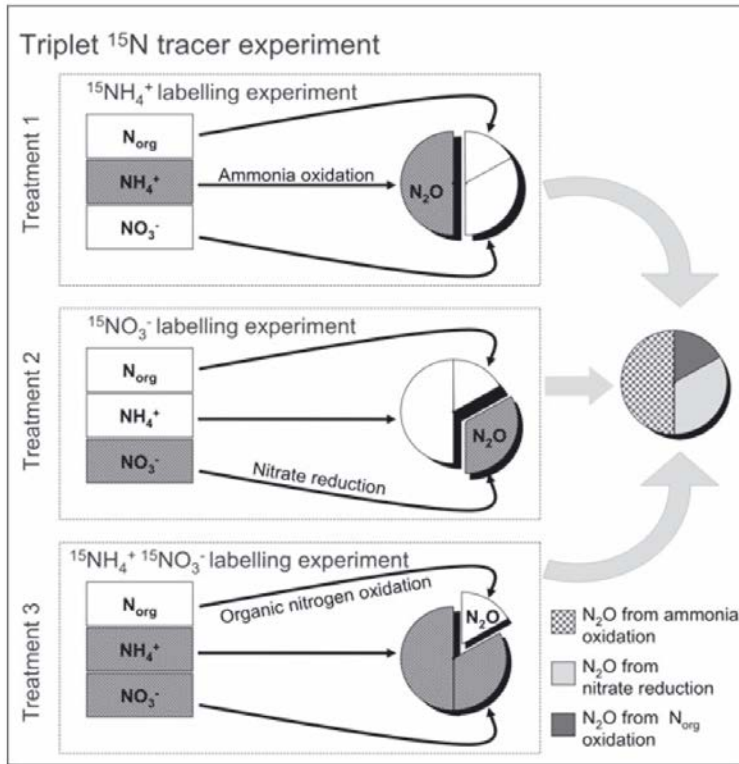 Triplet ¹⁵N tracer experiment
Treatment 1
¹⁵NH₄⁺ labelling experiment
N_org
NH₄⁺
NO₃⁻
Ammonia oxidation
N₂O
Treatment 2
¹⁵NO₃⁻ labelling experiment
N_org
NH₄⁺
NO₃⁻
Nitrate reduction
N₂O
Treatment 3
¹⁵NH₄⁺ ¹⁵NO₃⁻ labelling experiment
N_org
NH₄⁺
NO₃⁻
Organic nitrogen oxidation
N₂O
N₂O from ammonia
oxidation
N₂O from
nitrate reduction
N₂O from N_org
oxidation